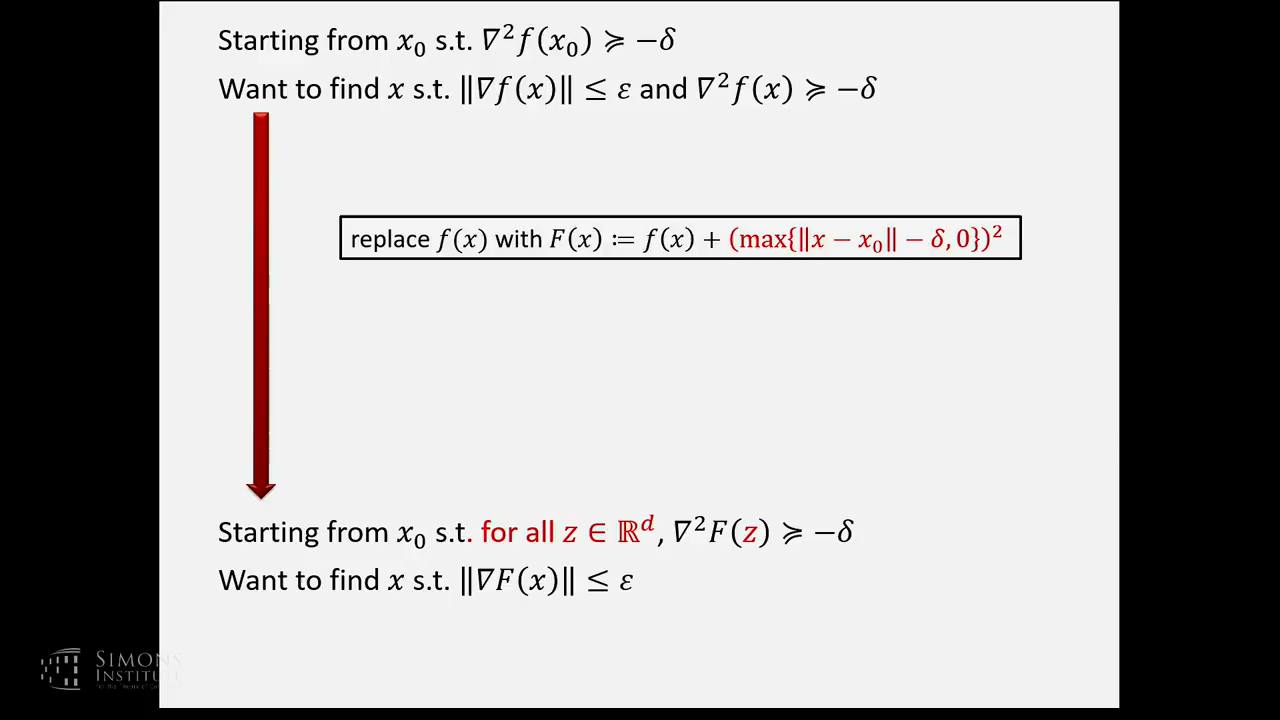 Starting from x₀ s.t. ∇²f(x₀) ≽ −δ
Want to find x s.t. ‖∇f(x)‖ ≤ ε and ∇²f(x) ≽ −δ
replace f(x) with F(x) ≔ f(x) + (max{‖x − x₀‖ − δ, 0})²
Starting from x₀ s.t. for all z ∈ ℝᵈ, ∇²F(z) ≽ −δ
Want to find x s.t. ‖∇F(x)‖ ≤ ε
SIMONS
INSTITUTE